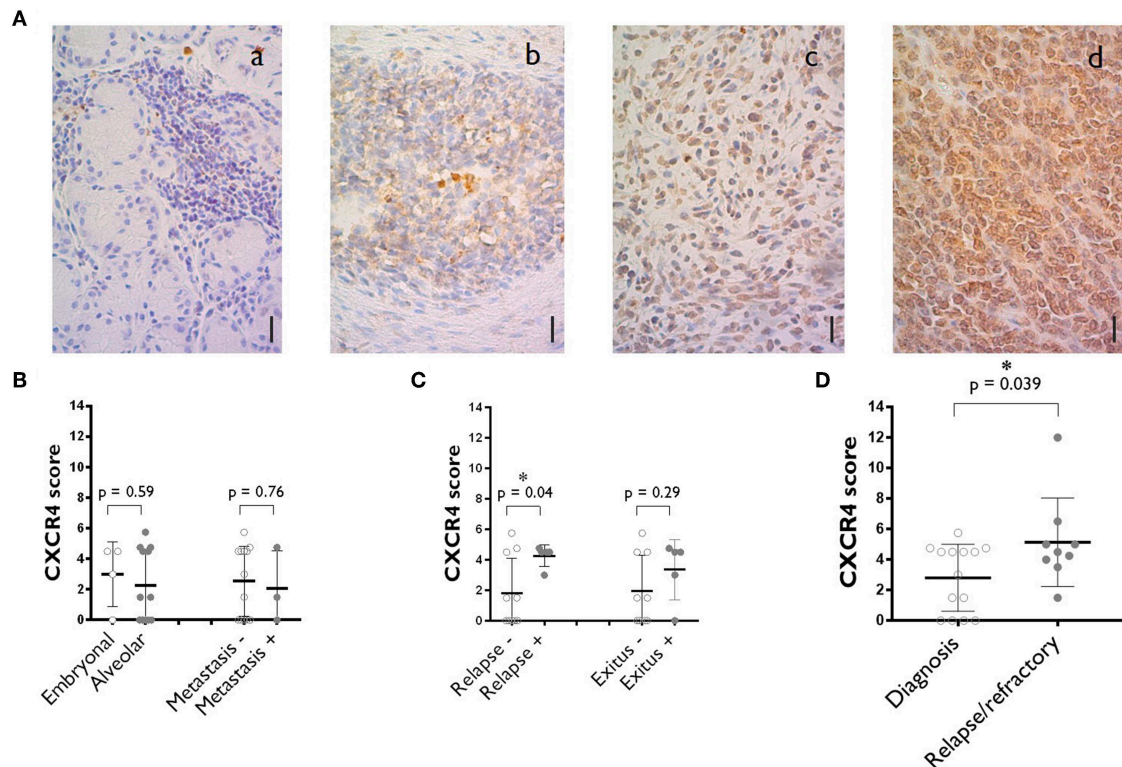 A
a
b
c
d
B
C
D
CXCR4 score
14
12
10
8
6
4
2
0
p = 0.59
p = 0.76
Embryonal
Alveolar
Metastasis -
Metastasis +
CXCR4 score
14
12
10
8
6
4
2
0
*
p = 0.04
p = 0.29
Relapse -
Relapse +
Exitus -
Exitus +
CXCR4 score
14
12
10
8
6
4
2
0
*
p = 0.039
Diagnosis
Relapse/refractory